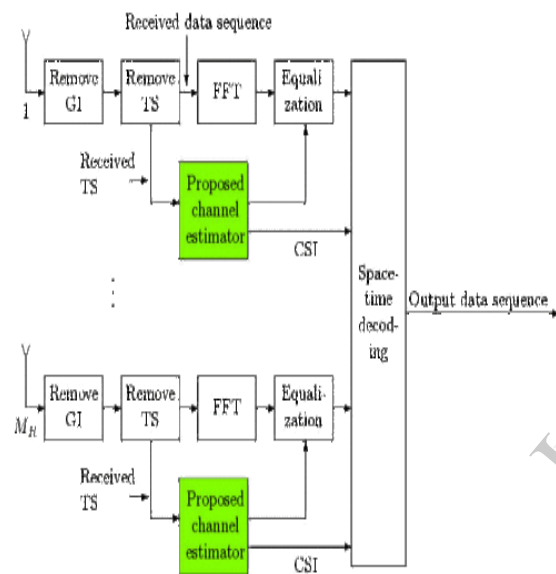 Received data sequence
Remove
GI
Remove
TS
FFT
Equali
zation
1
Received
TS
Proposed
channel
estimator
CSI
Space-
time
decod-
ing
Output data sequence
Remove
GI
Remove
TS
FFT
Equali-
zation
M_R
Received
TS
Proposed
channel
estimator
CSI